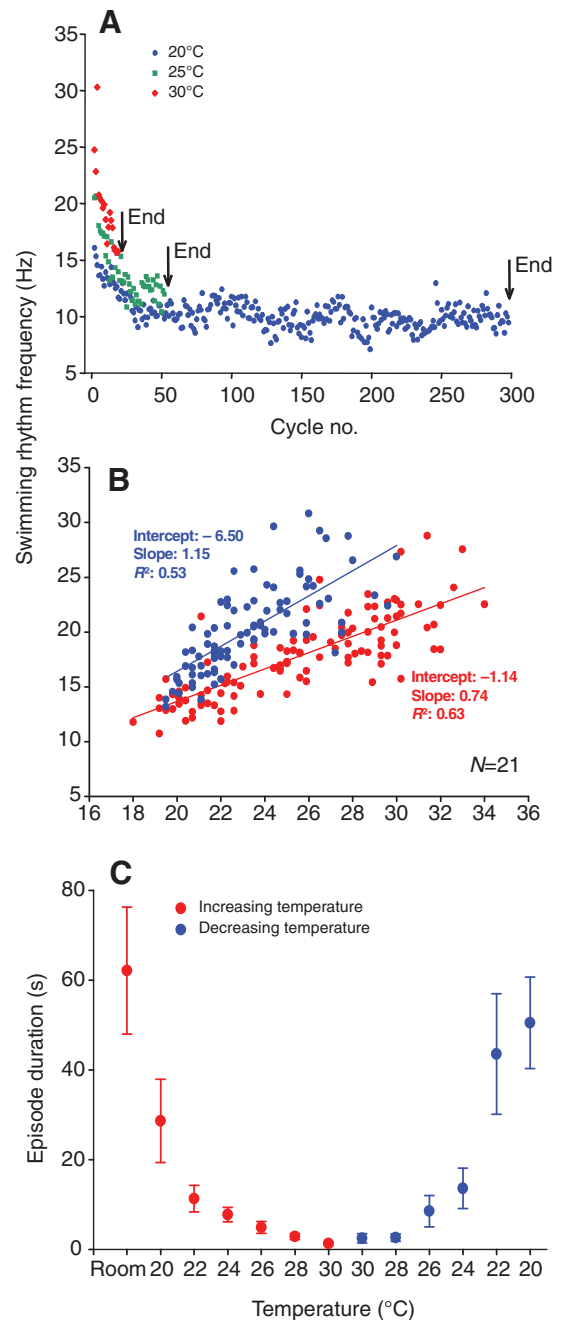 A
35
30
25
20
15
10
5
20°C
25°C
30°C
End
End
End
0
50
100
150
200
250
300
Cycle no.
Swimming rhythm frequency (Hz)
B
35
30
25
20
15
10
5
Intercept: – 6.50
Slope: 1.15
R²: 0.53
Intercept: –1.14
Slope: 0.74
R²: 0.63
N=21
16
18
20
22
24
26
28
30
32
34
36
C
80
60
40
20
0
Increasing temperature
Decreasing temperature
Episode duration (s)
Room 20 22 24 26 28 30 30 28 26 24 22 20
Temperature (°C)